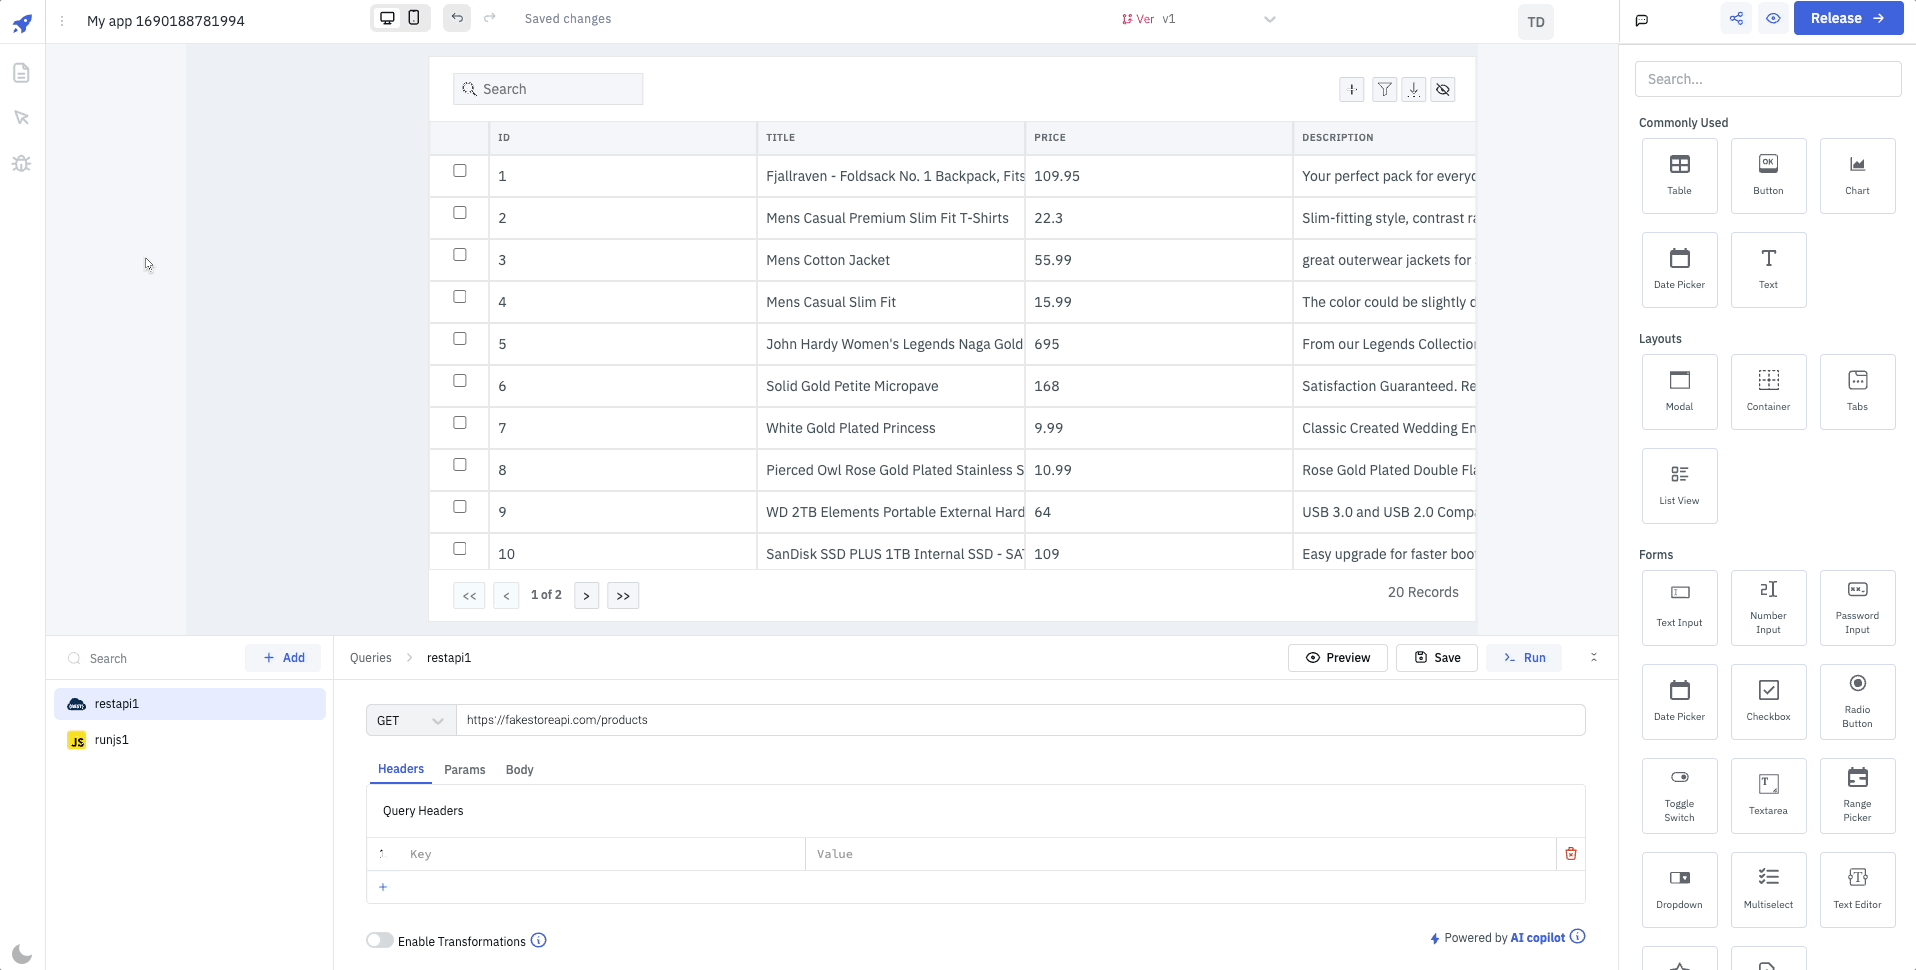 My app 1690188781994
Saved changes
Ver v1
TD
Release
Search
ID TITLE PRICE DESCRIPTION
1 Fjallraven - Foldsack No. 1 Backpack, Fits 109.95 Your perfect pack for everyd
2 Mens Casual Premium Slim Fit T-Shirts 22.3 Slim-fitting style, contrast ra
3 Mens Cotton Jacket 55.99 great outerwear jackets for
4 Mens Casual Slim Fit 15.99 The color could be slightly d
5 John Hardy Women's Legends Naga Gold 695 From our Legends Collection
6 Solid Gold Petite Micropave 168 Satisfaction Guaranteed. Re
7 White Gold Plated Princess 9.99 Classic Created Wedding En
8 Pierced Owl Rose Gold Plated Stainless S 10.99 Rose Gold Plated Double Fla
9 WD 2TB Elements Portable External Hard 64 USB 3.0 and USB 2.0 Compa
10 SanDisk SSD PLUS 1TB Internal SSD - SAT 109 Easy upgrade for faster boot
<< < 1 of 2 > >>
20 Records
Search
+ Add
restapi1
JS runjs1
Queries > restapi1
Preview Save Run
GET https://fakestoreapi.com/products
Headers Params Body
Query Headers
1 Key Value
+
Enable Transformations
Powered by AI copilot
Search...
Commonly Used
Table
OK
Button
Chart
Date Picker
Text
Layouts
Modal
Container
Tabs
List View
Forms
Text Input
Number Input
Password Input
Date Picker
Checkbox
Radio Button
Toggle Switch
Textarea
Range Picker
Dropdown
Multiselect
Text Editor